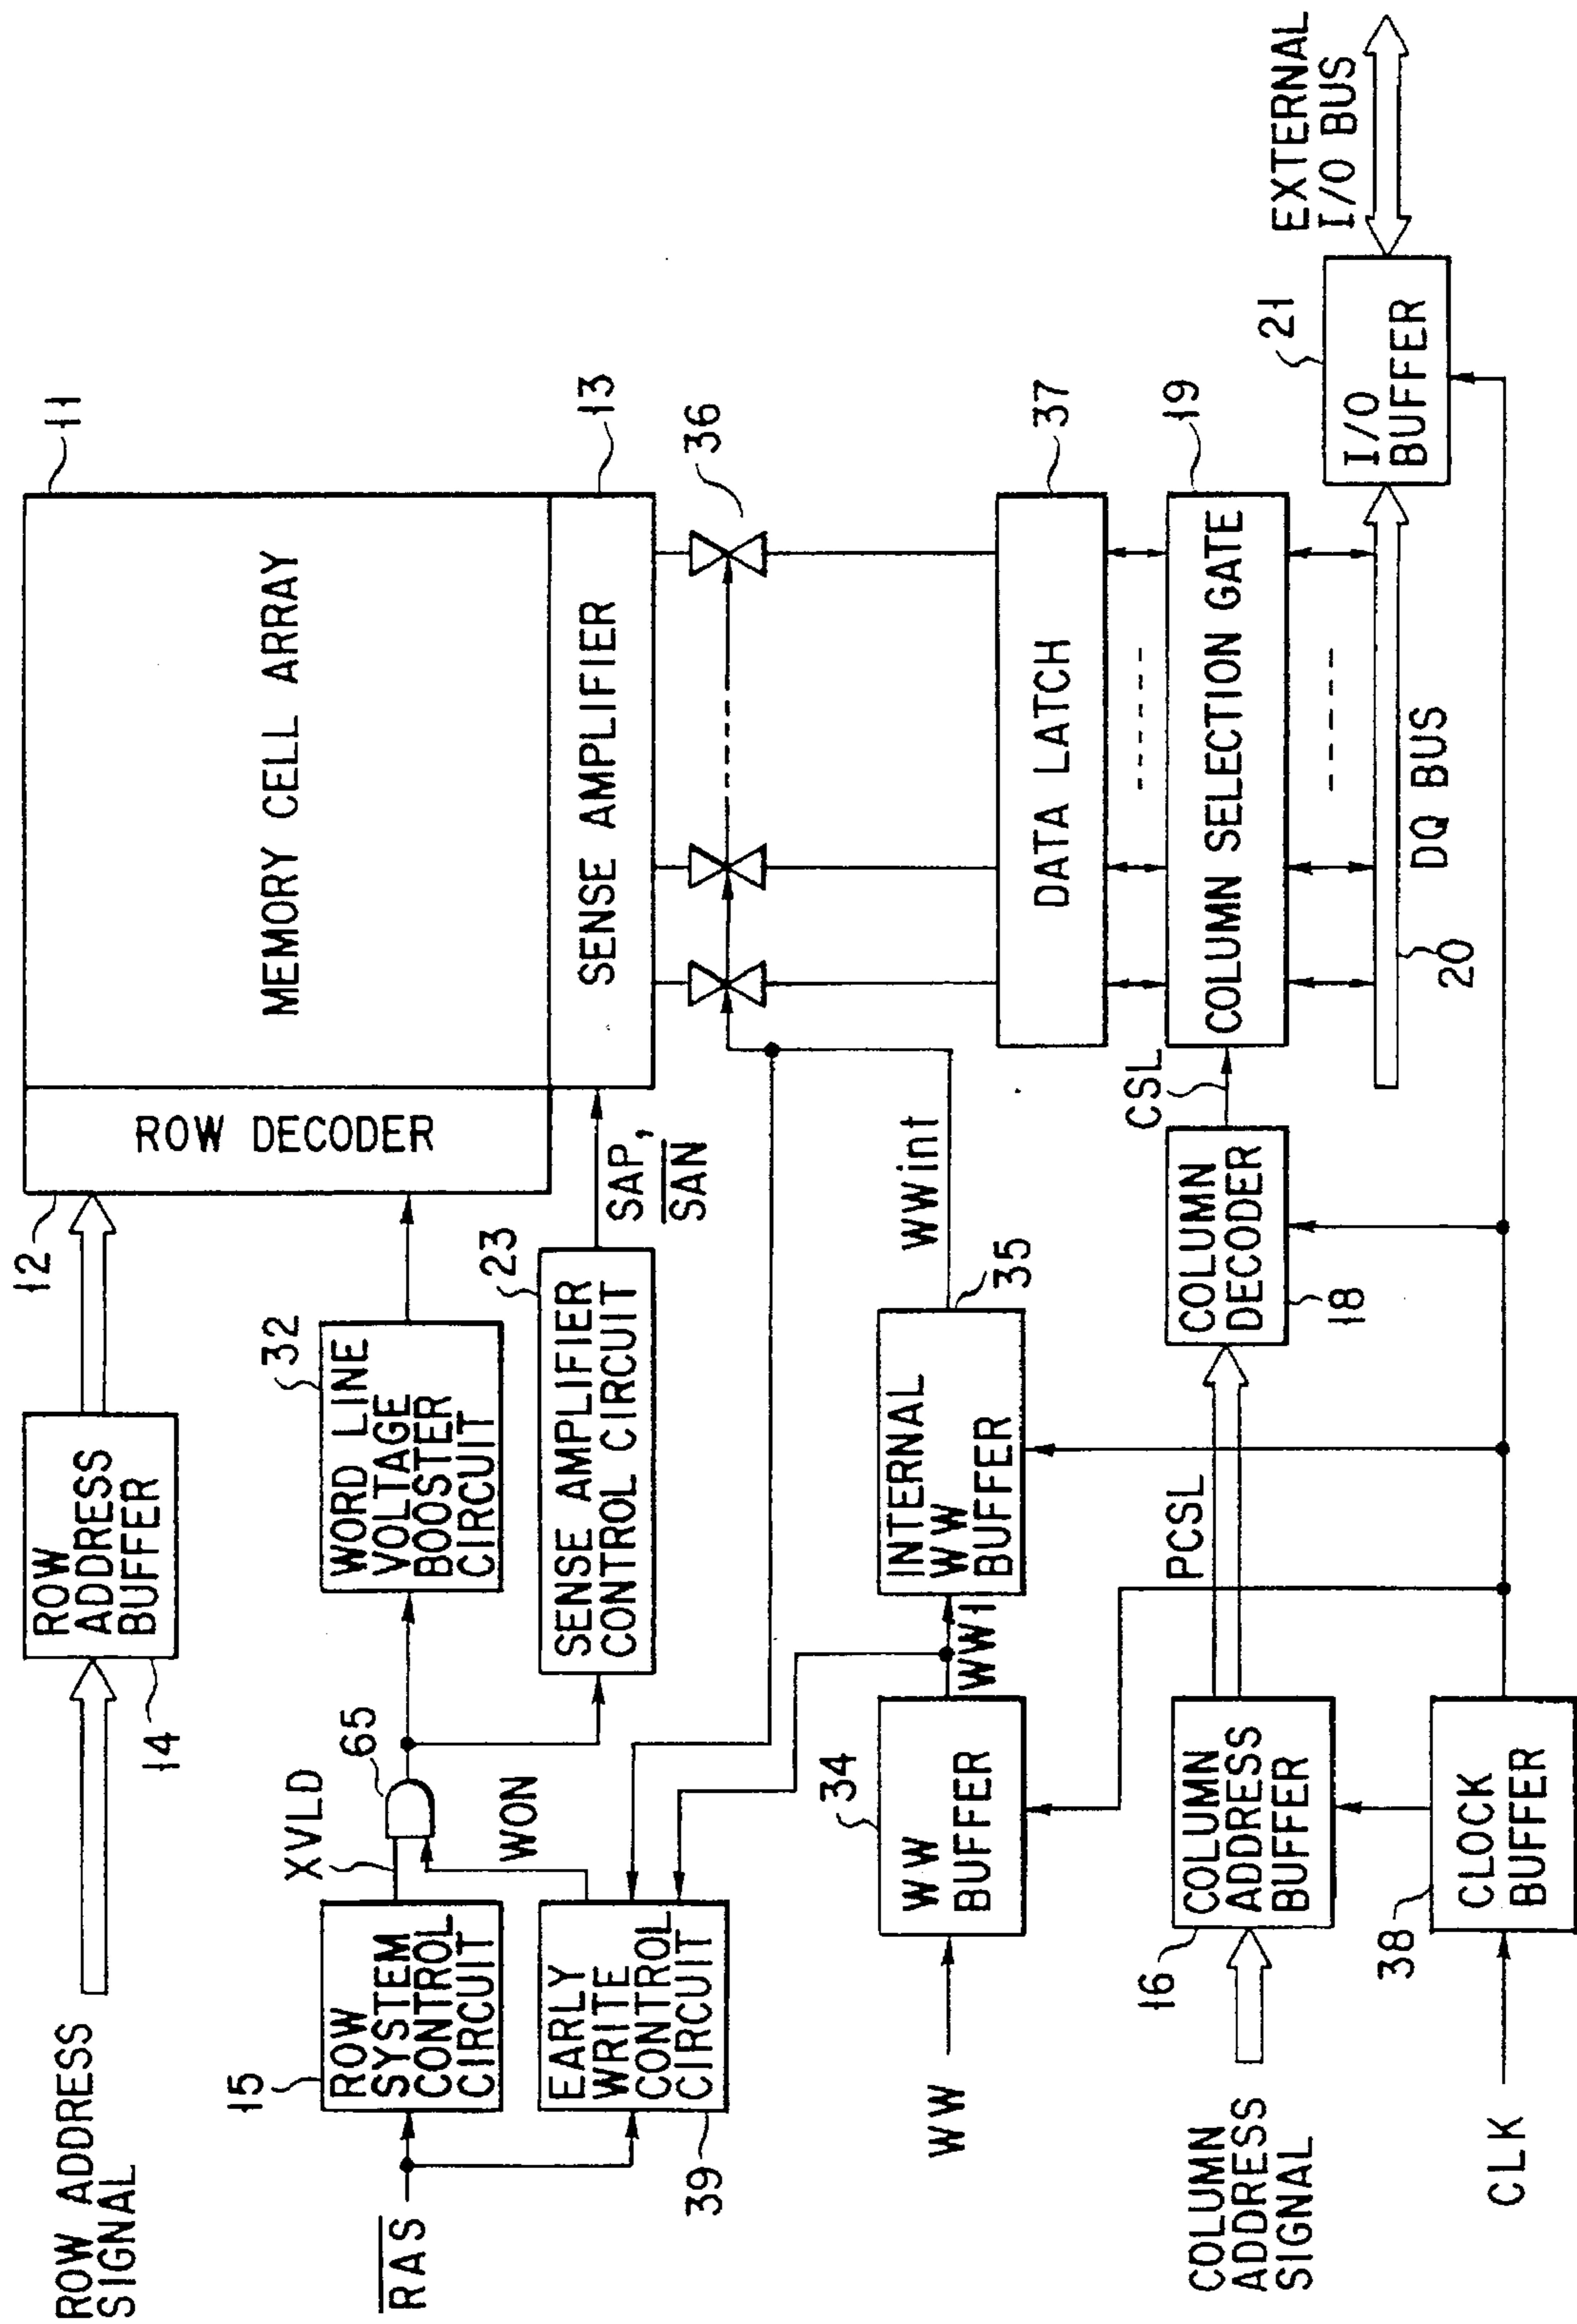 ROW ADDRESS
SIGNAL
14
ROW
ADDRESS
BUFFER
12
ROW DECODER
MEMORY CELL ARRAY
11
RAS
15
ROW
SYSTEM
CONTROL
CIRCUIT
XVLD
65
32
WORD LINE
VOLTAGE
BOOSTER
CIRCUIT
39
EARLY
WRITE
CONTROL
CIRCUIT
WON
23
SENSE AMPLIFIER
CONTROL CIRCUIT
SAP,
SAN
SENSE AMPLIFIER
13
36
WW
34
WW
BUFFER
WW1
INTERNAL
WW
BUFFER
35
WWint
DATA LATCH
37
COLUMN
ADDRESS
SIGNAL
16
COLUMN
ADDRESS
BUFFER
PCSL
COLUMN
DECODER
18
CSL
COLUMN SELECTION GATE
19
20
DQ BUS
21
I/O
BUFFER
EXTERNAL
I/O BUS
CLK
38
CLOCK
BUFFER